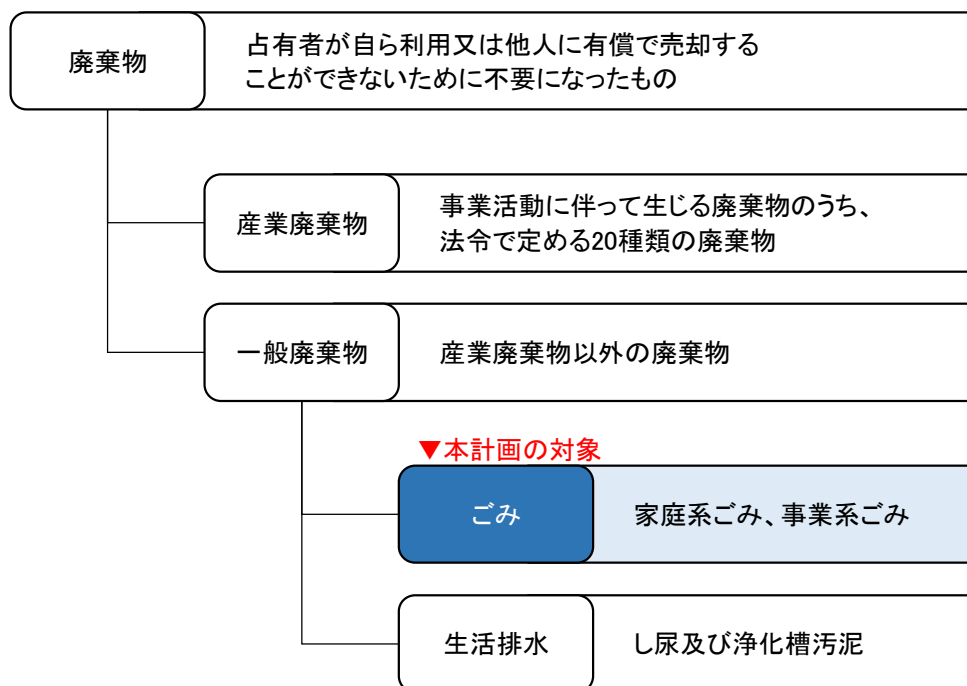 廃棄物
占有者が自ら利用又は他人に有償で売却する
ことができないために不要になったもの
産業廃棄物
事業活動に伴って生じる廃棄物のうち、
法令で定める20種類の廃棄物
一般廃棄物
産業廃棄物以外の廃棄物
▼本計画の対象
ごみ
家庭系ごみ、事業系ごみ
生活排水
し尿及び浄化槽汚泥